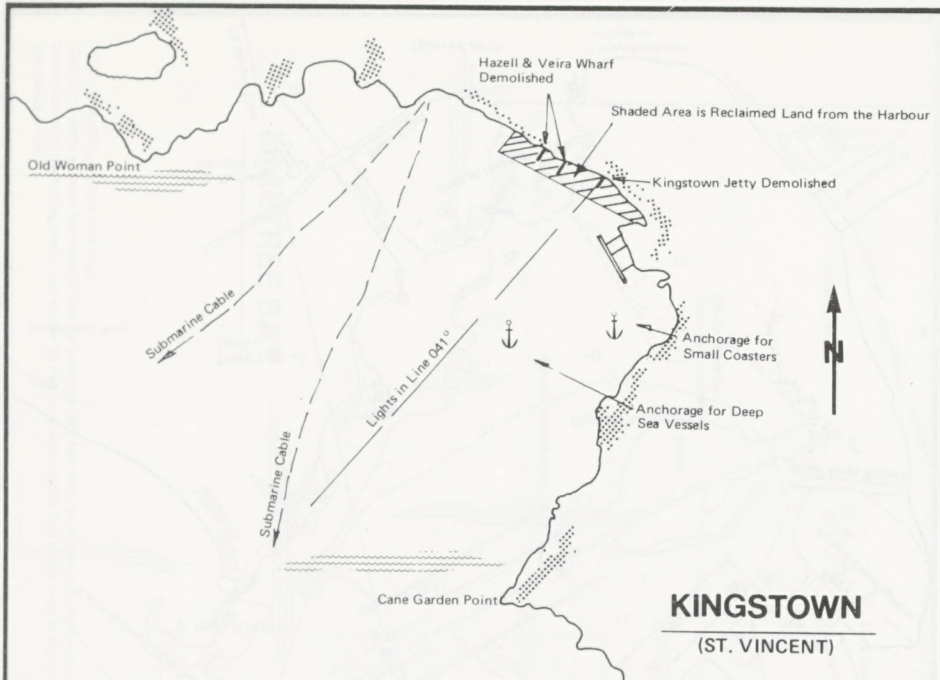 Hazell & Veira Wharf
Demolished
Shaded Area is Reclaimed Land from the Harbour
Old Woman Point
Kingstown Jetty Demolished
Submarine Cable
Lights in Line 041°
N
Anchorage for
Small Coasters
Anchorage for Deep
Sea Vessels
Submarine Cable
Cane Garden Point
KINGSTOWN
(ST. VINCENT)